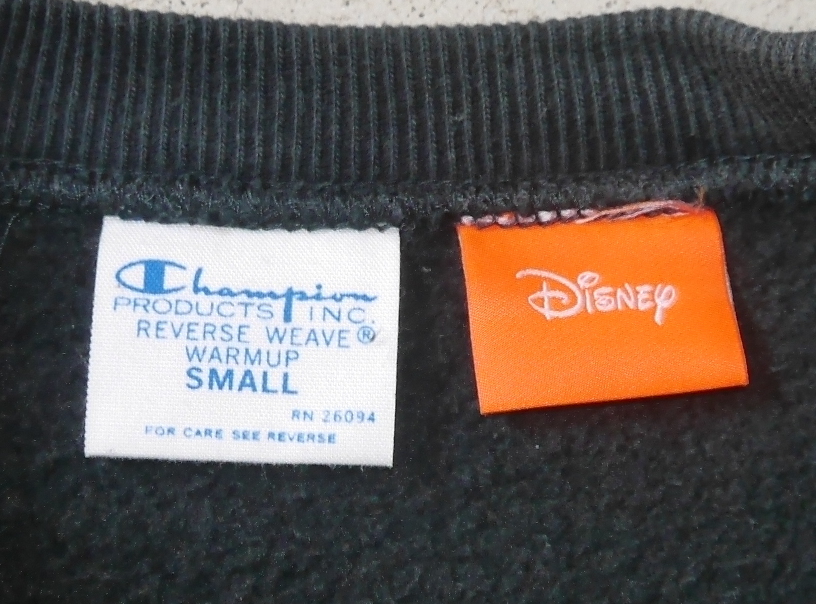 Champion
PRODUCTS INC.
REVERSE WEAVE®
WARMUP
SMALL
RN 26094
FOR CARE SEE REVERSE
Disney